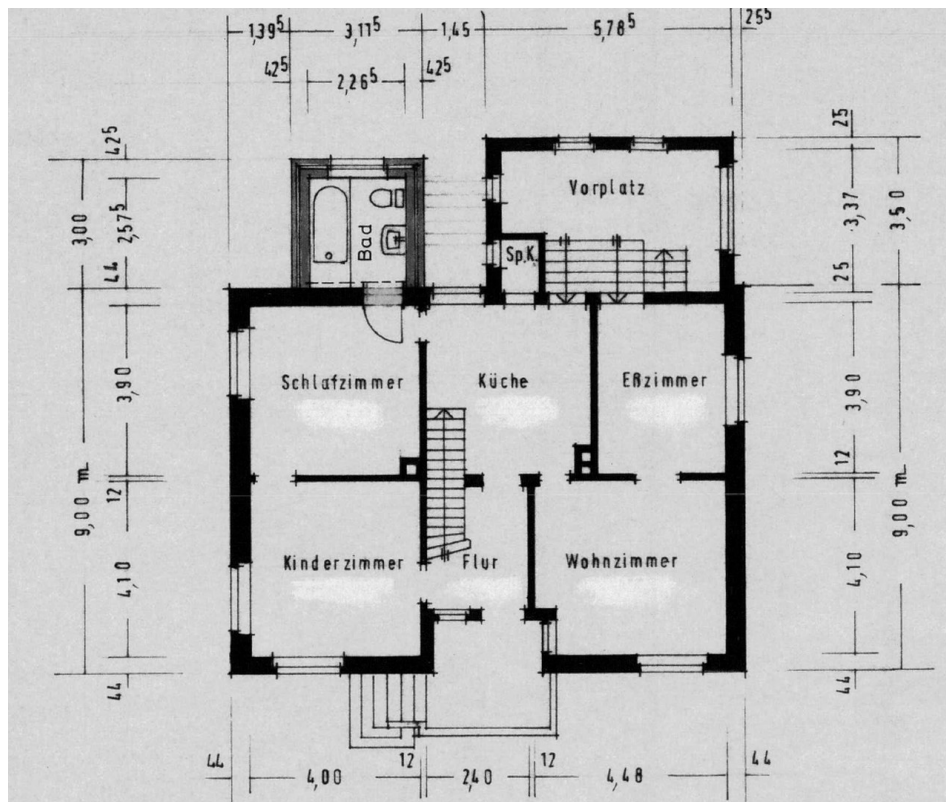 1,39⁵ 3,11⁵ 1,45 5,78⁵ 25⁵
42⁵ 2,26⁵ 42⁵
42⁵
3,00
2,57⁵
44
3,90
12
9,00 m
4,10
44
25
3,37
3,50
25
3,90
12
9,00 m
4,10
44
Vorplatz
Bad
Sp.K.
Schlafzimmer
Küche
Eßzimmer
Kinderzimmer
Flur
Wohnzimmer
44 4,00 12 2,40 12 4,48 44